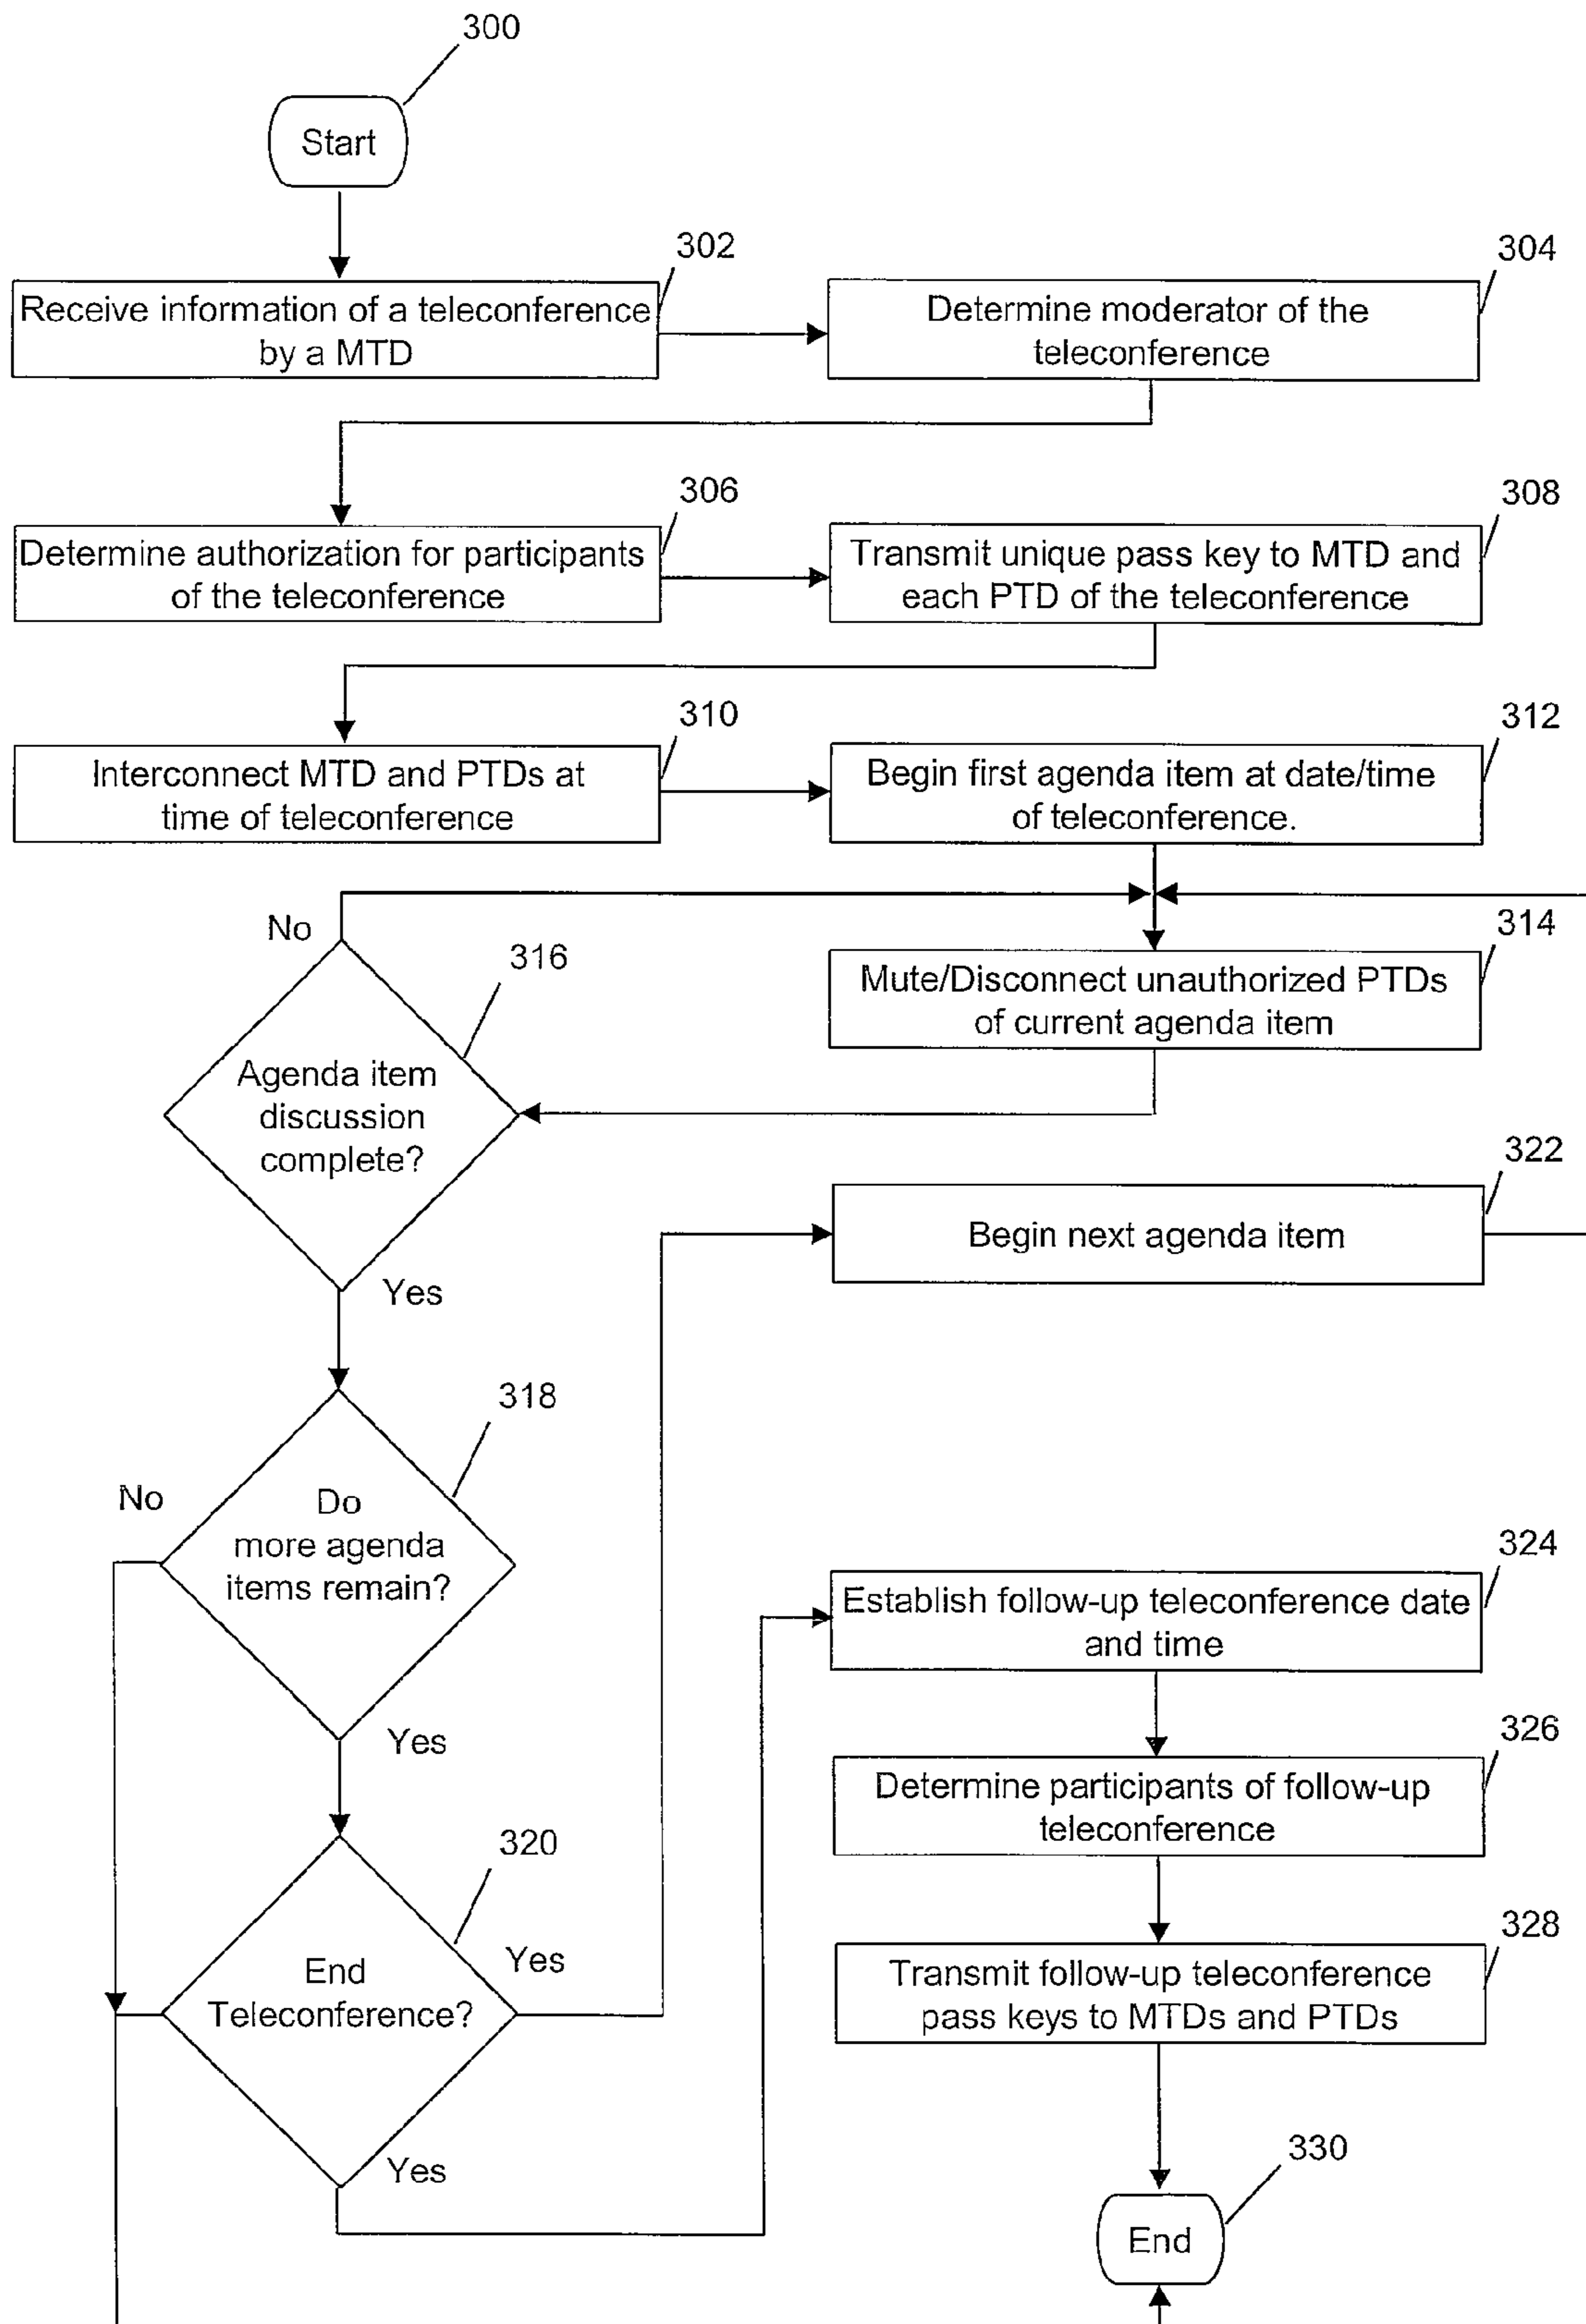 300
Start
302
Receive information of a teleconference
by a MTD
304
Determine moderator of the
teleconference
306
Determine authorization for participants
of the teleconference
308
Transmit unique pass key to MTD and
each PTD of the teleconference
310
Interconnect MTD and PTDs at
time of teleconference
312
Begin first agenda item at date/time
of teleconference.
No
314
Mute/Disconnect unauthorized PTDs
of current agenda item
316
Agenda item
discussion
complete?
Yes
322
Begin next agenda item
318
No
Do
more agenda
items remain?
Yes
324
Establish follow-up teleconference date
and time
326
Determine participants of follow-up
teleconference
320
End
Teleconference?
Yes
Yes
328
Transmit follow-up teleconference
pass keys to MTDs and PTDs
330
End